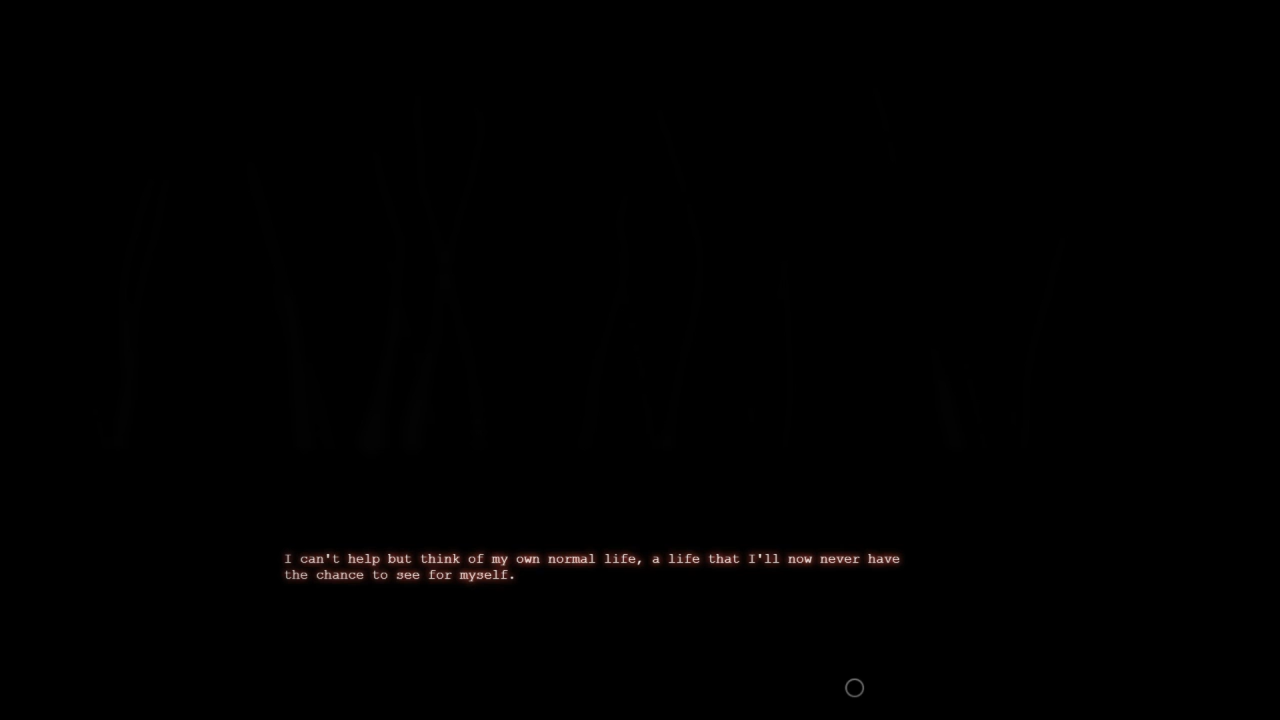 I can't help but think of my own normal life, a life that I'll now never have
the chance to see for myself.